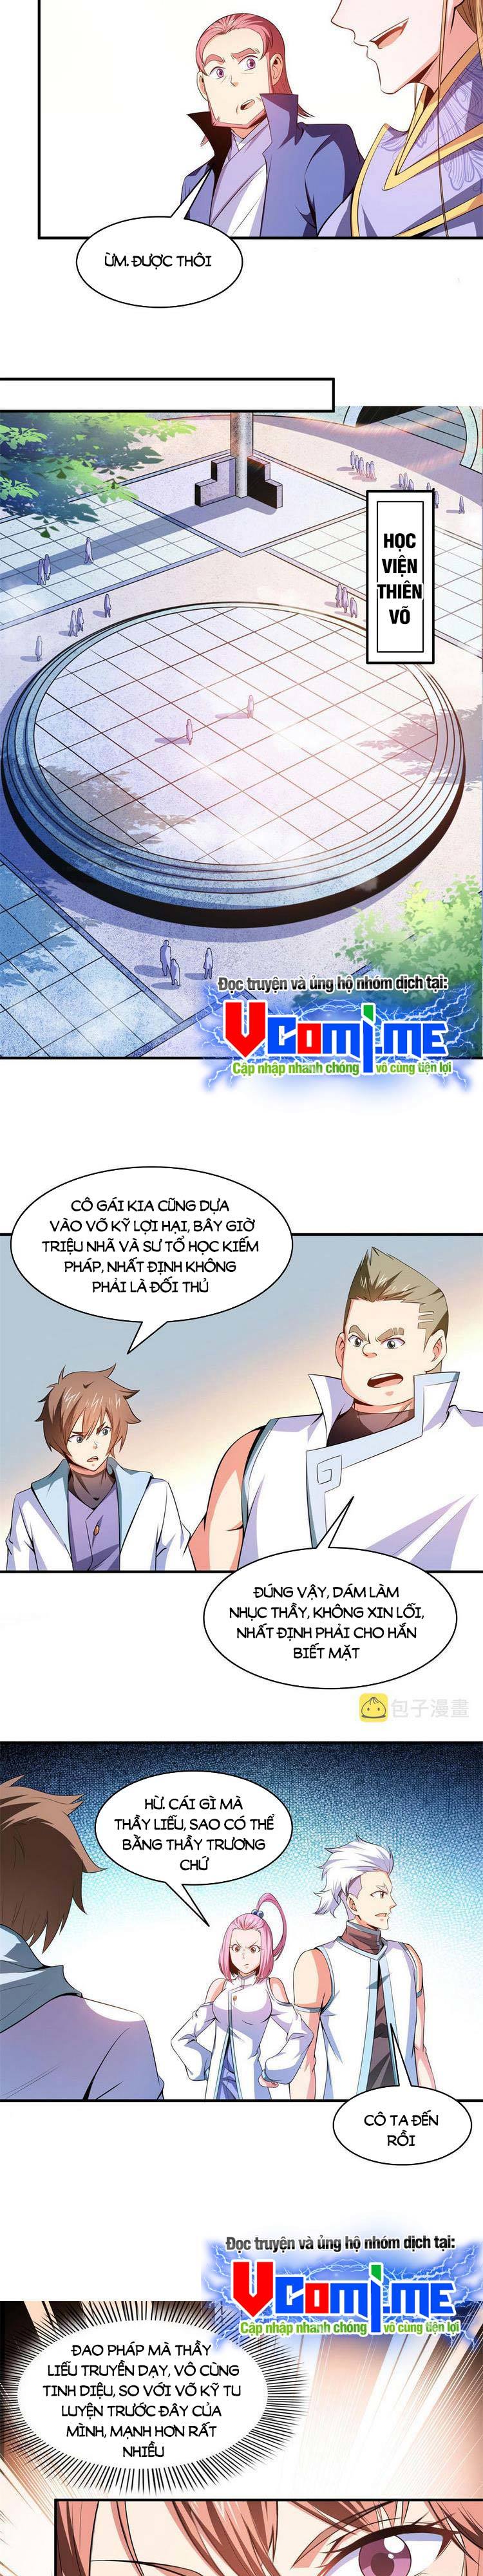 ỪM. ĐƯỢC THÔI
HỌC
VIỆN
THIÊN
VÕ
Đọc truyện và ủng hộ nhóm dịch tại:
VComi.me
Cập nhập nhanh chóng vô cùng tiện lợi
CÔ GÁI KIA CŨNG DỰA
VÀO VÕ KỸ LỢI HẠI, BÂY GIỜ
TRIỆU NHÃ VÀ SƯ TỔ HỌC KIẾM
PHÁP, NHẤT ĐỊNH KHÔNG
PHẢI LÀ ĐỐI THỦ
ĐÚNG VẬY, DÁM LÀM
NHỤC THẦY, KHÔNG XIN LỖI,
NHẤT ĐỊNH PHẢI CHO HẮN
BIẾT MẶT
包子漫畫
HỪ. CÁI GÌ MÀ
THẦY LIỄU, SAO CÓ THỂ
BẰNG THẦY TRƯƠNG
CHỨ
CÔ TA ĐẾN
RỒI
Đọc truyện và ủng hộ nhóm dịch tại:
VComi.me
Cập nhập nhanh chóng vô cùng tiện lợi
ĐAO PHÁP MÀ THẦY
LIỄU TRUYỀN DẠY, VÔ CÙNG
TINH DIỆU, SO VỚI VÕ KỸ TU
LUYỆN TRƯỚC ĐÂY CỦA
MÌNH, MẠNH HƠN RẤT
NHIỀU